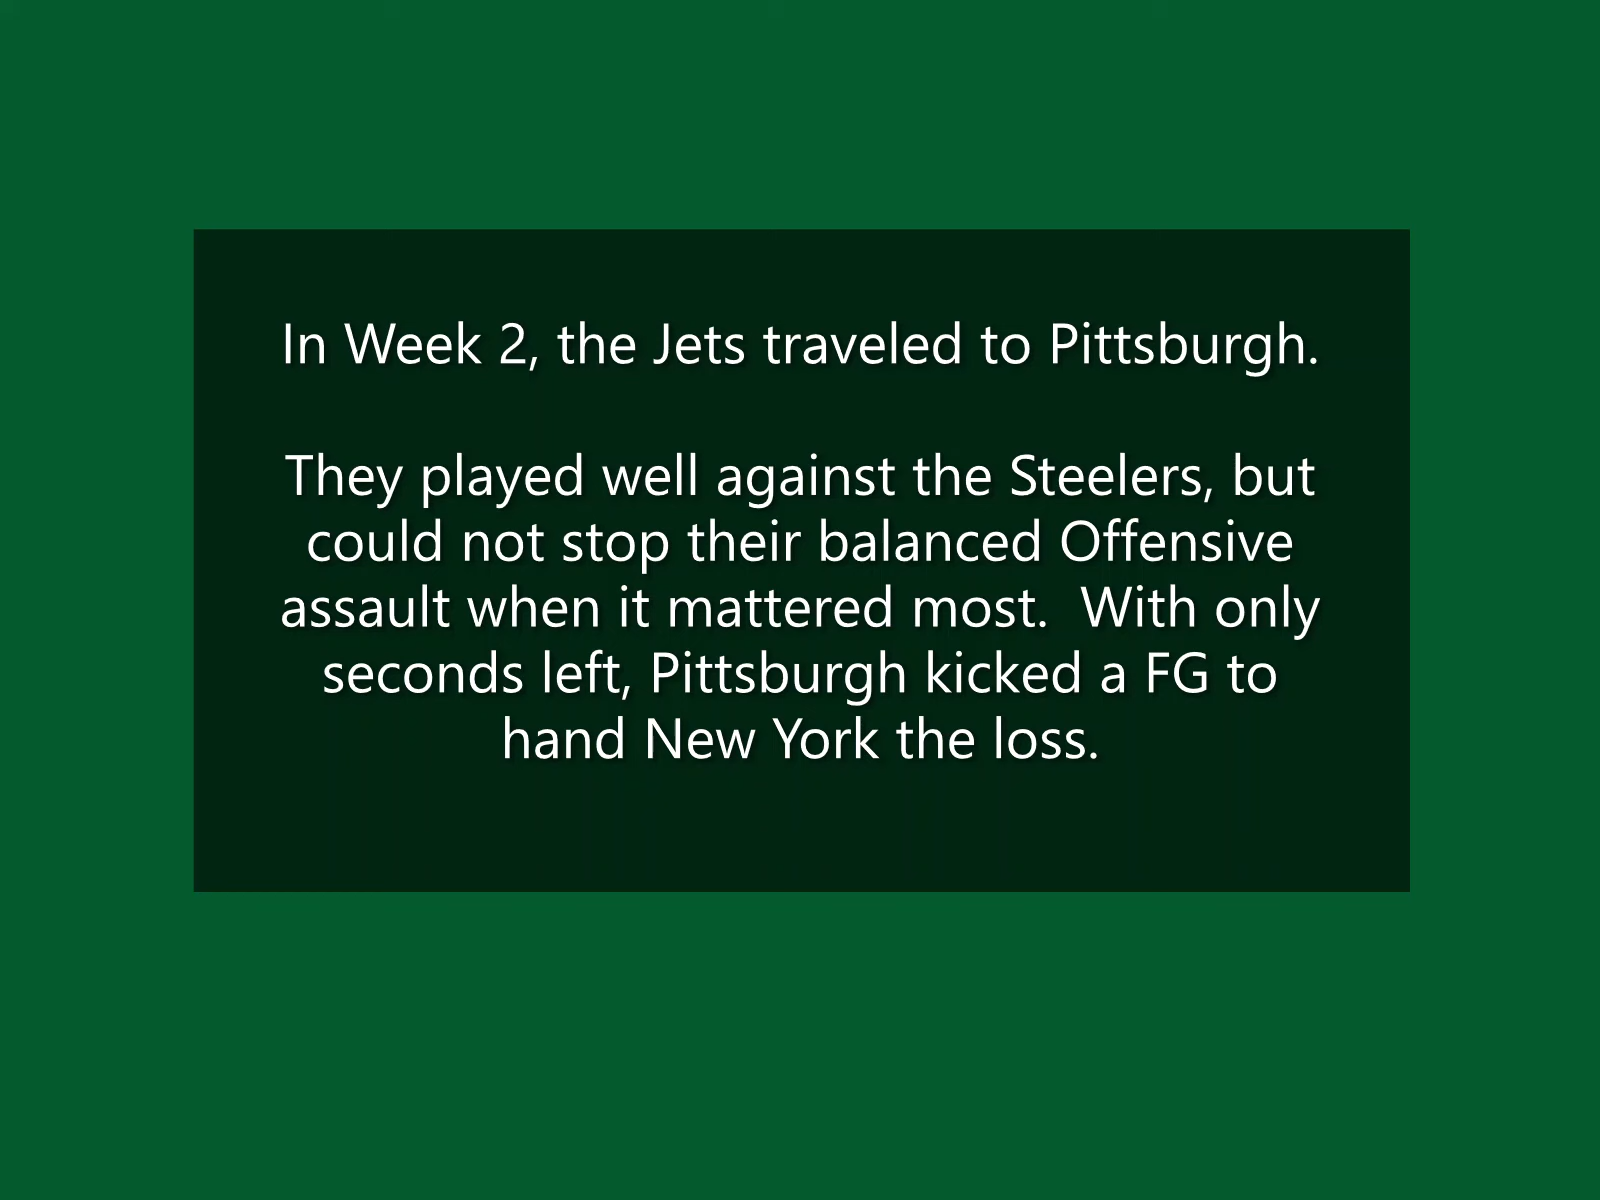 In Week 2, the Jets traveled to Pittsburgh.
They played well against the Steelers, but
could not stop their balanced Offensive
assault when it mattered most.  With only
seconds left, Pittsburgh kicked a FG to
hand New York the loss.